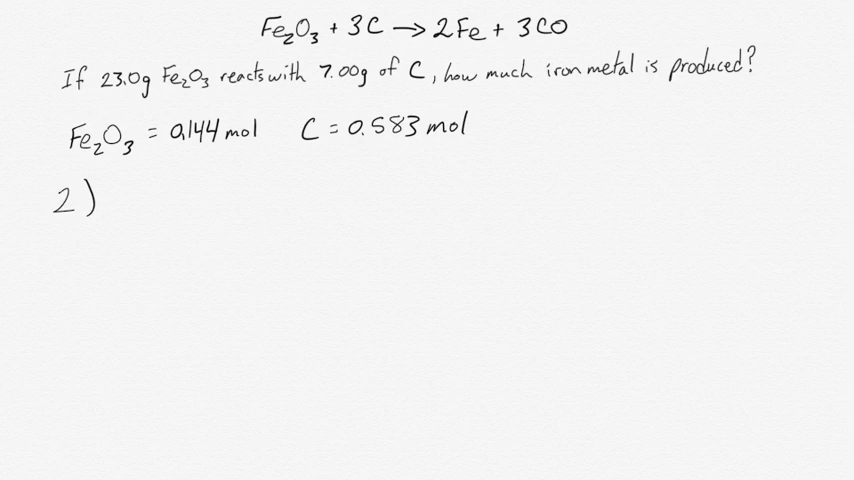 Fe₂O₃ + 3C → 2Fe + 3CO
If 23.0g Fe₂O₃ reacts with 7.00g of C, how much iron metal is produced?
Fe₂O₃ = 0.144 mol C = 0.583 mol
2)